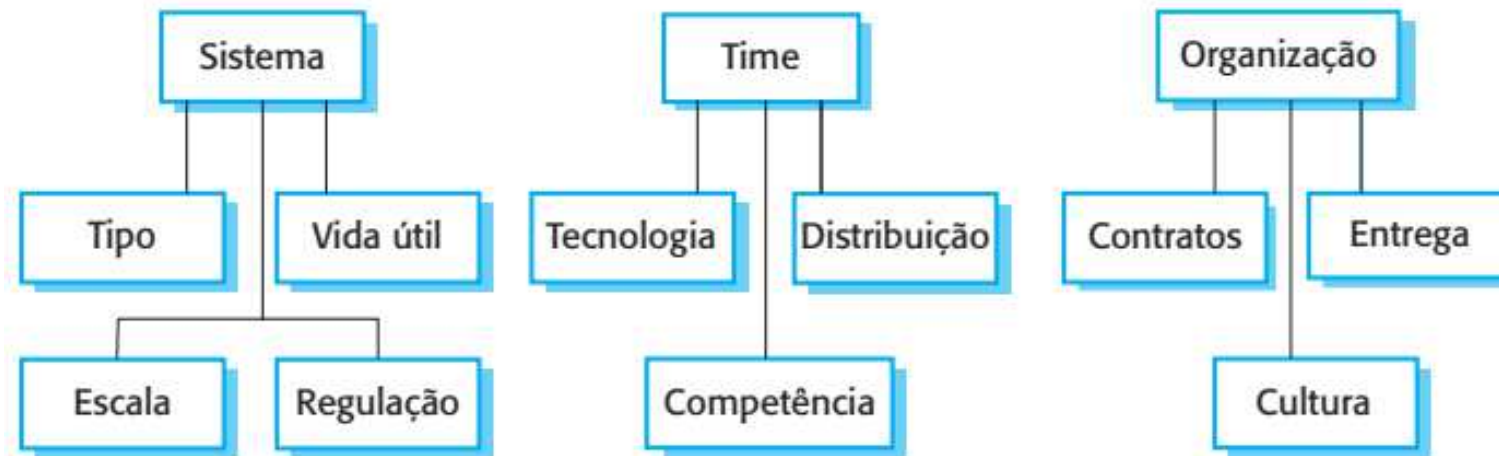 Sistema
Tipo
Vida útil
Escala
Regulação
Time
Tecnologia
Distribuição
Competência
Organização
Contratos
Entrega
Cultura